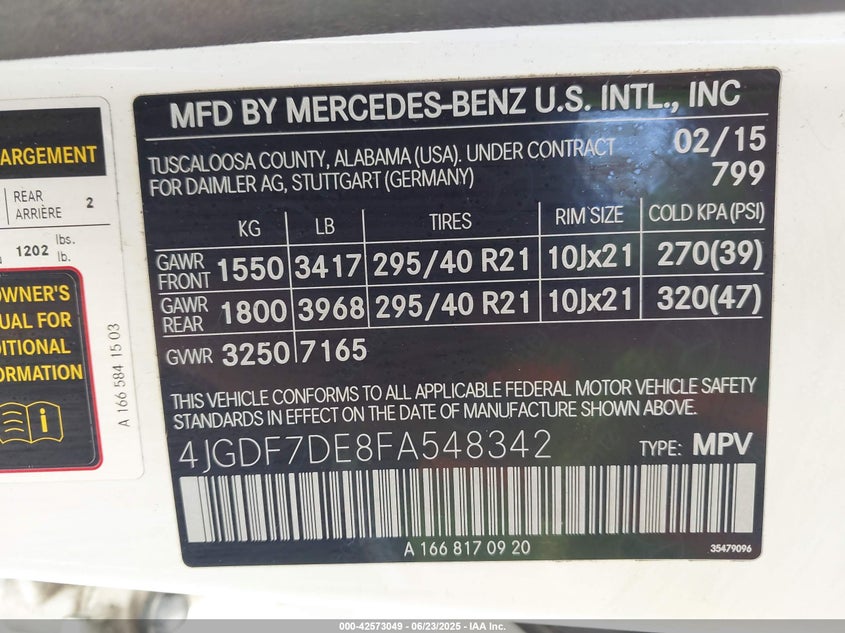 ARGEMENT
REAR
ARRIÈRE 2
1202 lbs.
lb.
OWNER'S
UAL FOR
DITIONAL
ORMATION
A 166 584 15 03
MFD BY MERCEDES-BENZ U.S. INTL., INC
TUSCALOOSA COUNTY, ALABAMA (USA). UNDER CONTRACT 02/15
FOR DAIMLER AG, STUTTGART (GERMANY) 799
KG LB TIRES RIM SIZE COLD KPA (PSI)
GAWR FRONT 1550 3417 295/40 R21 10Jx21 270(39)
GAWR REAR 1800 3968 295/40 R21 10Jx21 320(47)
GVWR 3250 7165
THIS VEHICLE CONFORMS TO ALL APPLICABLE FEDERAL MOTOR VEHICLE SAFETY
STANDARDS IN EFFECT ON THE DATE OF MANUFACTURE SHOWN ABOVE.
4JGDF7DE8FA548342 TYPE: MPV
A 166 817 09 20 35479096
000-42573049 - 06/23/2025 - IAA Inc.